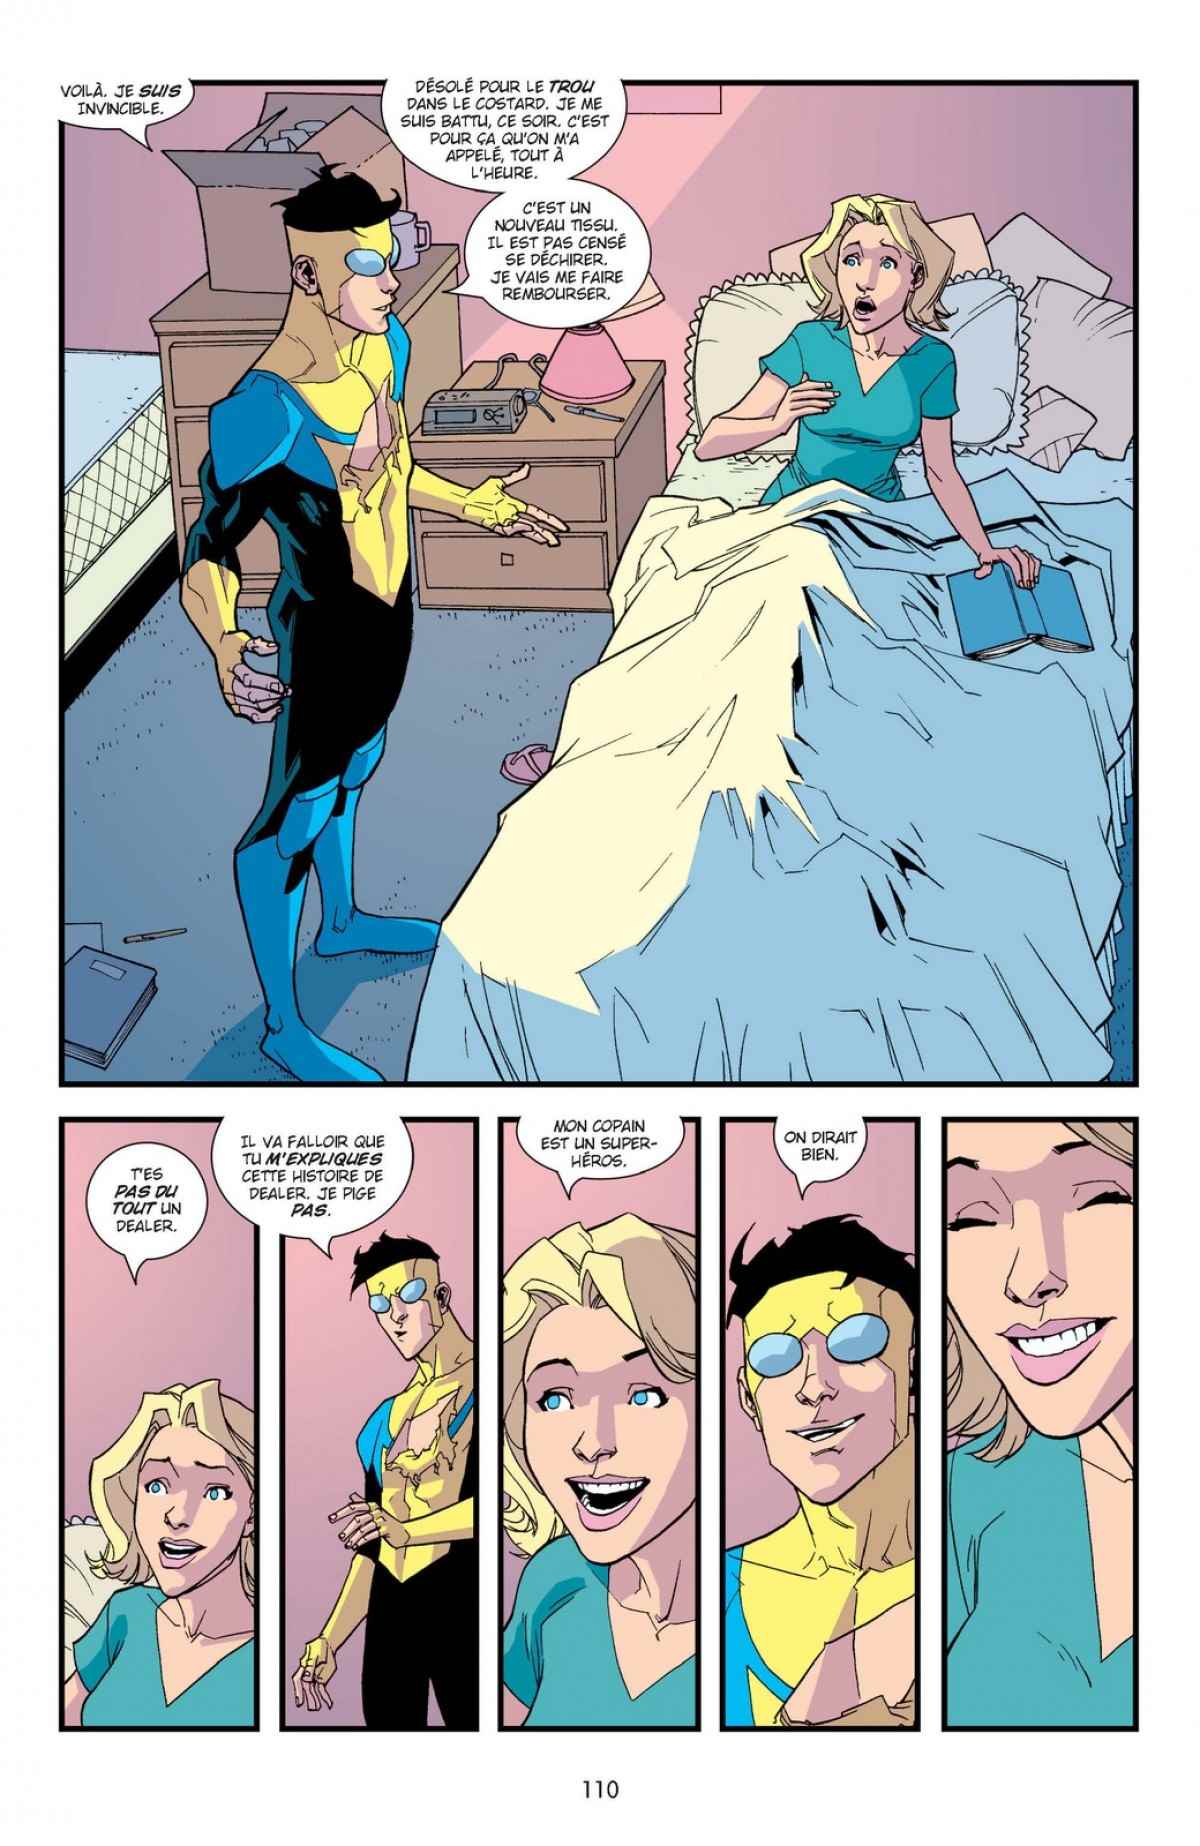 VOILÀ. JE SUIS
INVINCIBLE.
DÉSOLÉ POUR LE TROU
DANS LE COSTARD. JE ME
SUIS BATTU, CE SOIR. C'EST
POUR ÇA QU'ON M'A
APPELÉ, TOUT À
L'HEURE.
C'EST UN
NOUVEAU TISSU.
IL EST PAS CENSÉ
SE DÉCHIRER.
JE VAIS ME FAIRE
REMBOURSER.
T'ES
PAS DU
TOUT UN
DEALER.
IL VA FALLOIR QUE
TU M'EXPLIQUES
CETTE HISTOIRE DE
DEALER. JE PIGE
PAS.
MON COPAIN
EST UN SUPER-
HÉROS.
ON DIRAIT
BIEN.
110